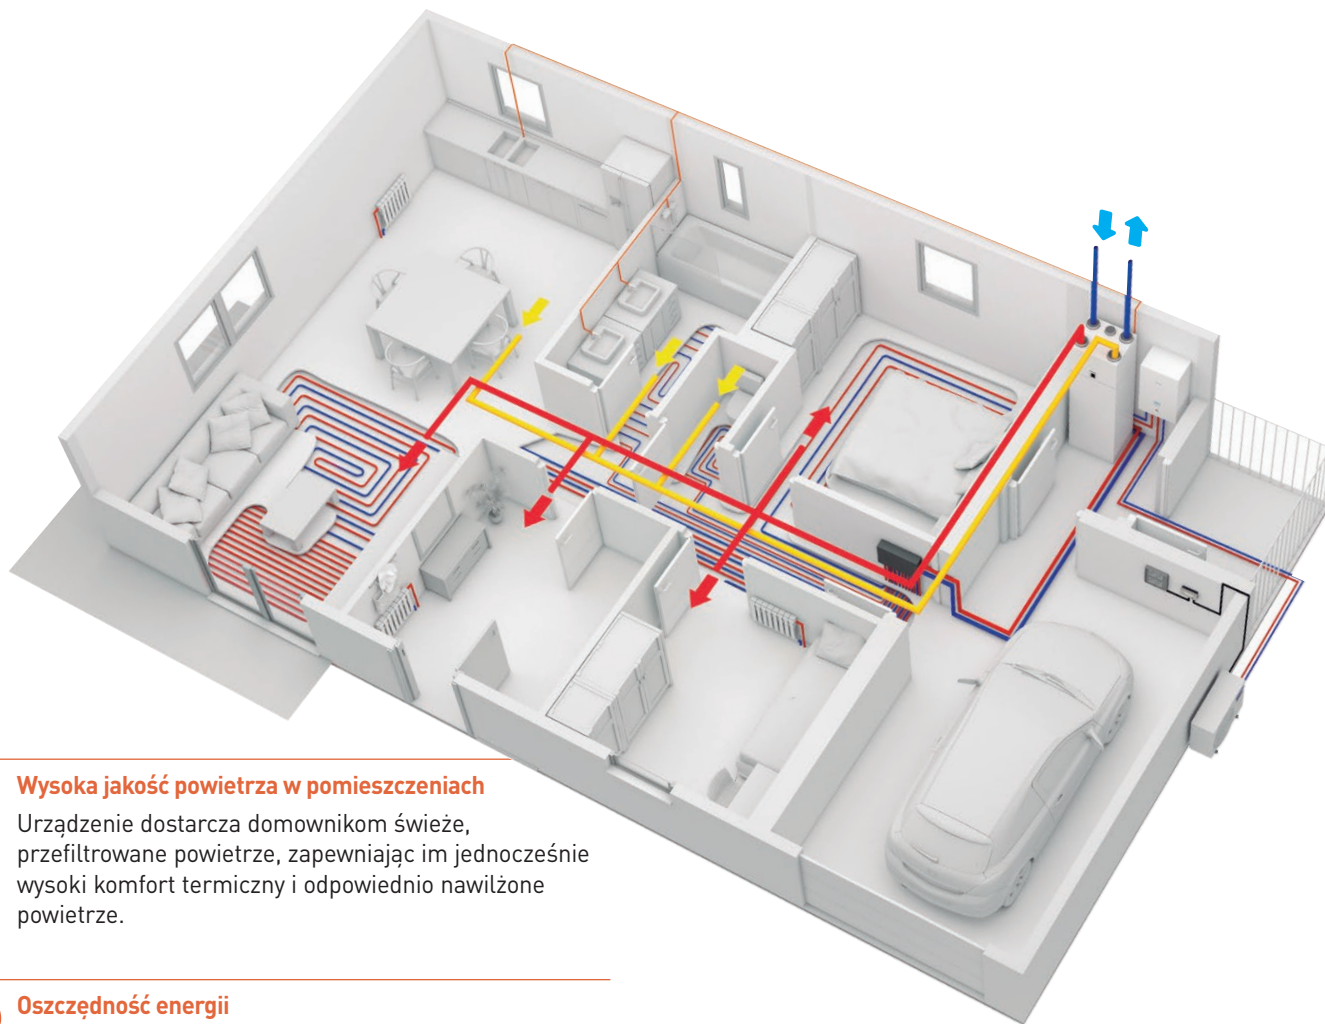 Wysoka jakość powietrza w pomieszczeniach
Urządzenie dostarcza domownikom świeże,
przefiltrowane powietrze, zapewniając im jednocześnie
wysoki komfort termiczny i odpowiednio nawilżone
powietrze.
Oszczędność energii